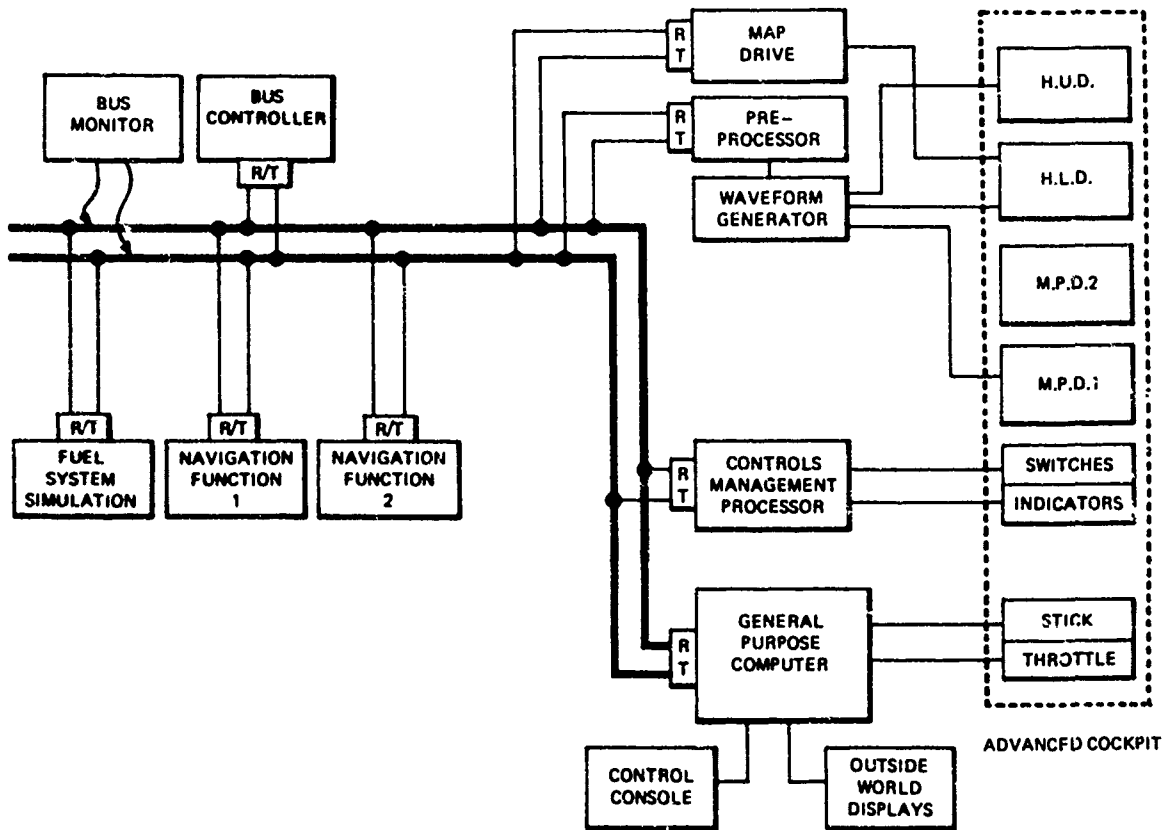 BUS
MONITOR
BUS
CONTROLLER
R/T
R
T
MAP
DRIVE
R
T
PRE-
PROCESSOR
WAVEFORM
GENERATOR
H.U.D.
H.L.D.
M.P.D.2
M.P.D.1
R/T
FUEL
SYSTEM
SIMULATION
R/T
NAVIGATION
FUNCTION
1
R/T
NAVIGATION
FUNCTION
2
R
T
CONTROLS
MANAGEMENT
PROCESSOR
SWITCHES
INDICATORS
R
T
GENERAL
PURPOSE
COMPUTER
STICK
THROTTLE
ADVANCED COCKPIT
CONTROL
CONSOLE
OUTSIDE
WORLD
DISPLAYS